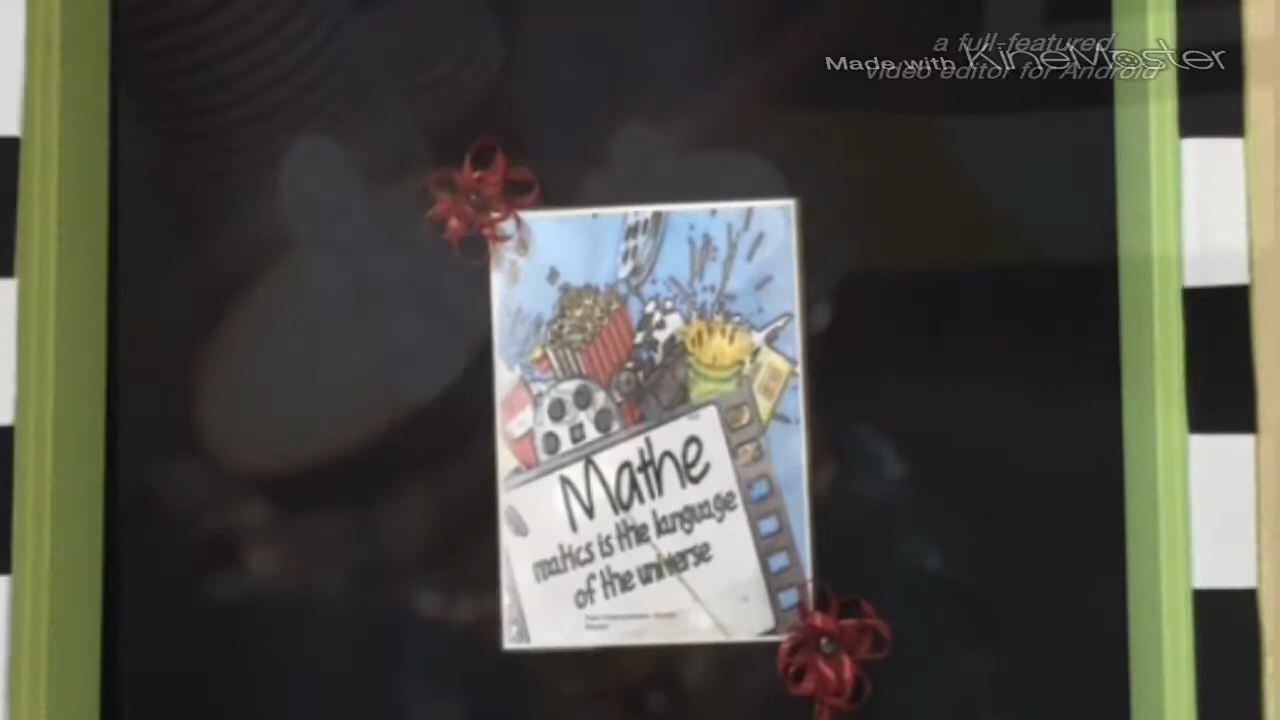 a full-featured
Made with KineMaster
video editor for Android
Mathe
matics is the language
of the universe